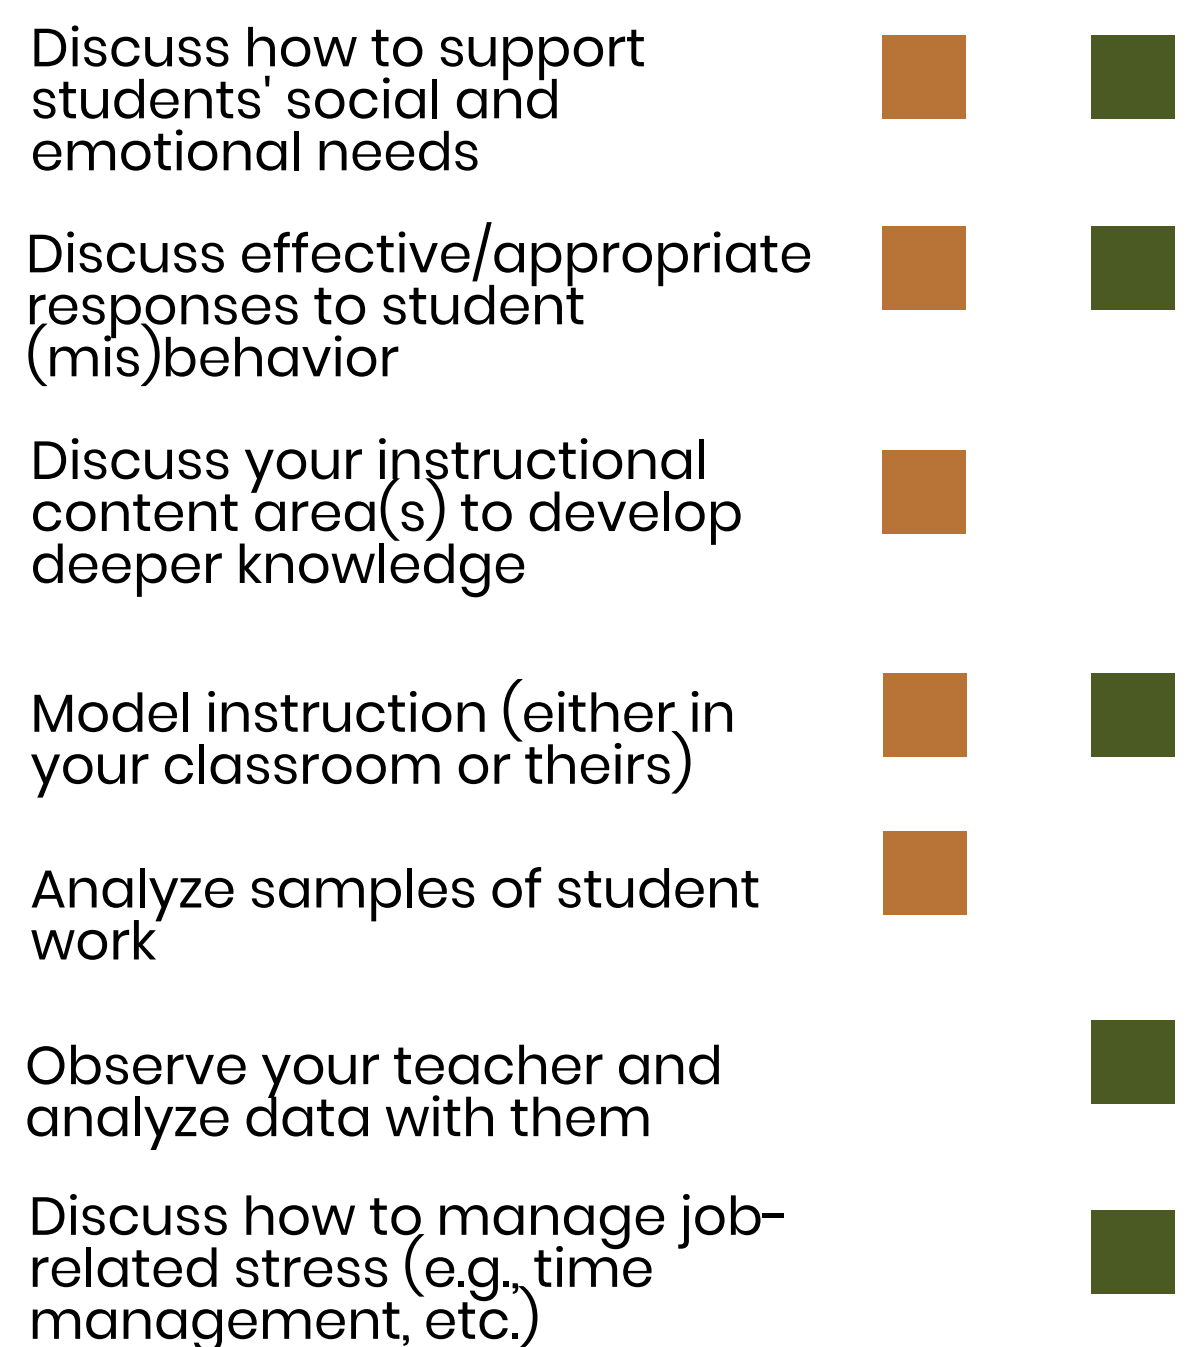 Discuss how to support
students' social and
emotional needs
Discuss effective/appropriate
responses to student
(mis)behavior
Discuss your instructional
content area(s) to develop
deeper knowledge
Model instruction (either in
your classroom or theirs)
Analyze samples of student
work
Observe your teacher and
analyze data with them
Discuss how to manage job-
related stress (e.g., time
management, etc.)